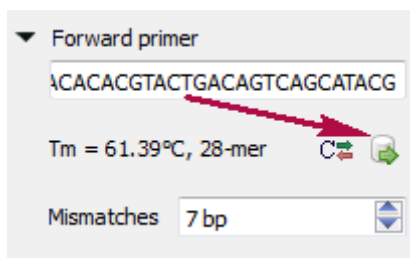 Forward primer
ACACACGTACTGACAGTCAGCATACG
Tm = 61.39°C, 28-mer
C
Mismatches 7 bp